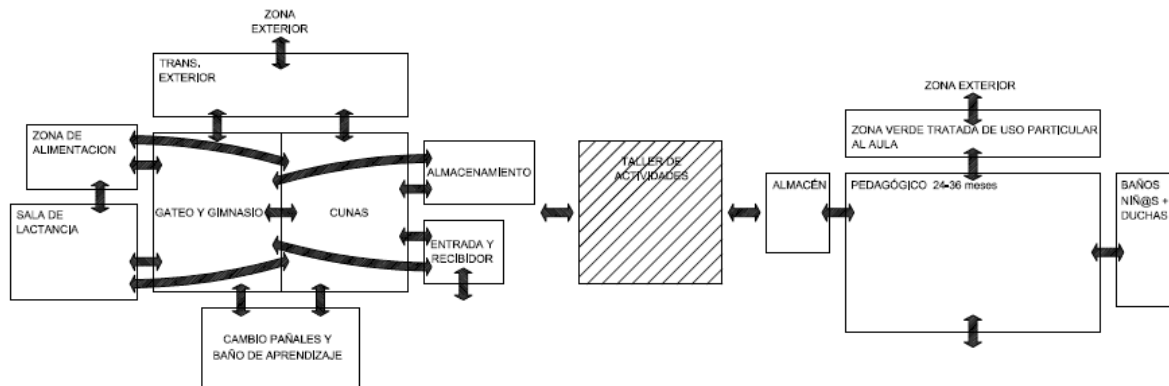 ZONA
EXTERIOR
TRANS.
EXTERIOR
ZONA DE
ALIMENTACION
SALA DE
LACTANCIA
GATEO Y GIMNASIO
CUNAS
ALMACENAMIENTO
ENTRADA Y
RECIBIDOR
CAMBIO PAÑALES Y
BAÑO DE APRENDIZAJE
TALLER DE
ACTIVIDADES
ALMACÉN
ZONA EXTERIOR
ZONA VERDE TRATADA DE USO PARTICULAR
AL AULA
PEDAGÓGICO 24-36 meses
BAÑOS
NIÑ@S +
DUCHAS